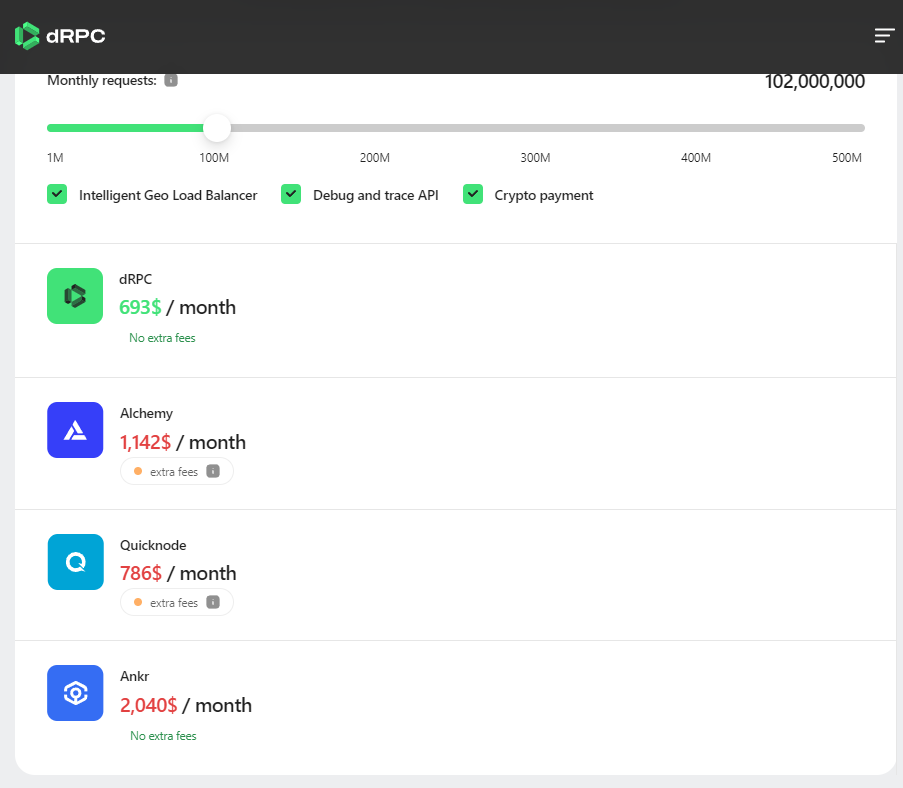 dRPC
Monthly requests: 102,000,000
1M 100M 200M 300M 400M 500M
Intelligent Geo Load Balancer Debug and trace API Crypto payment
dRPC
693$ / month
No extra fees
Alchemy
1,142$ / month
extra fees
Quicknode
786$ / month
extra fees
Ankr
2,040$ / month
No extra fees